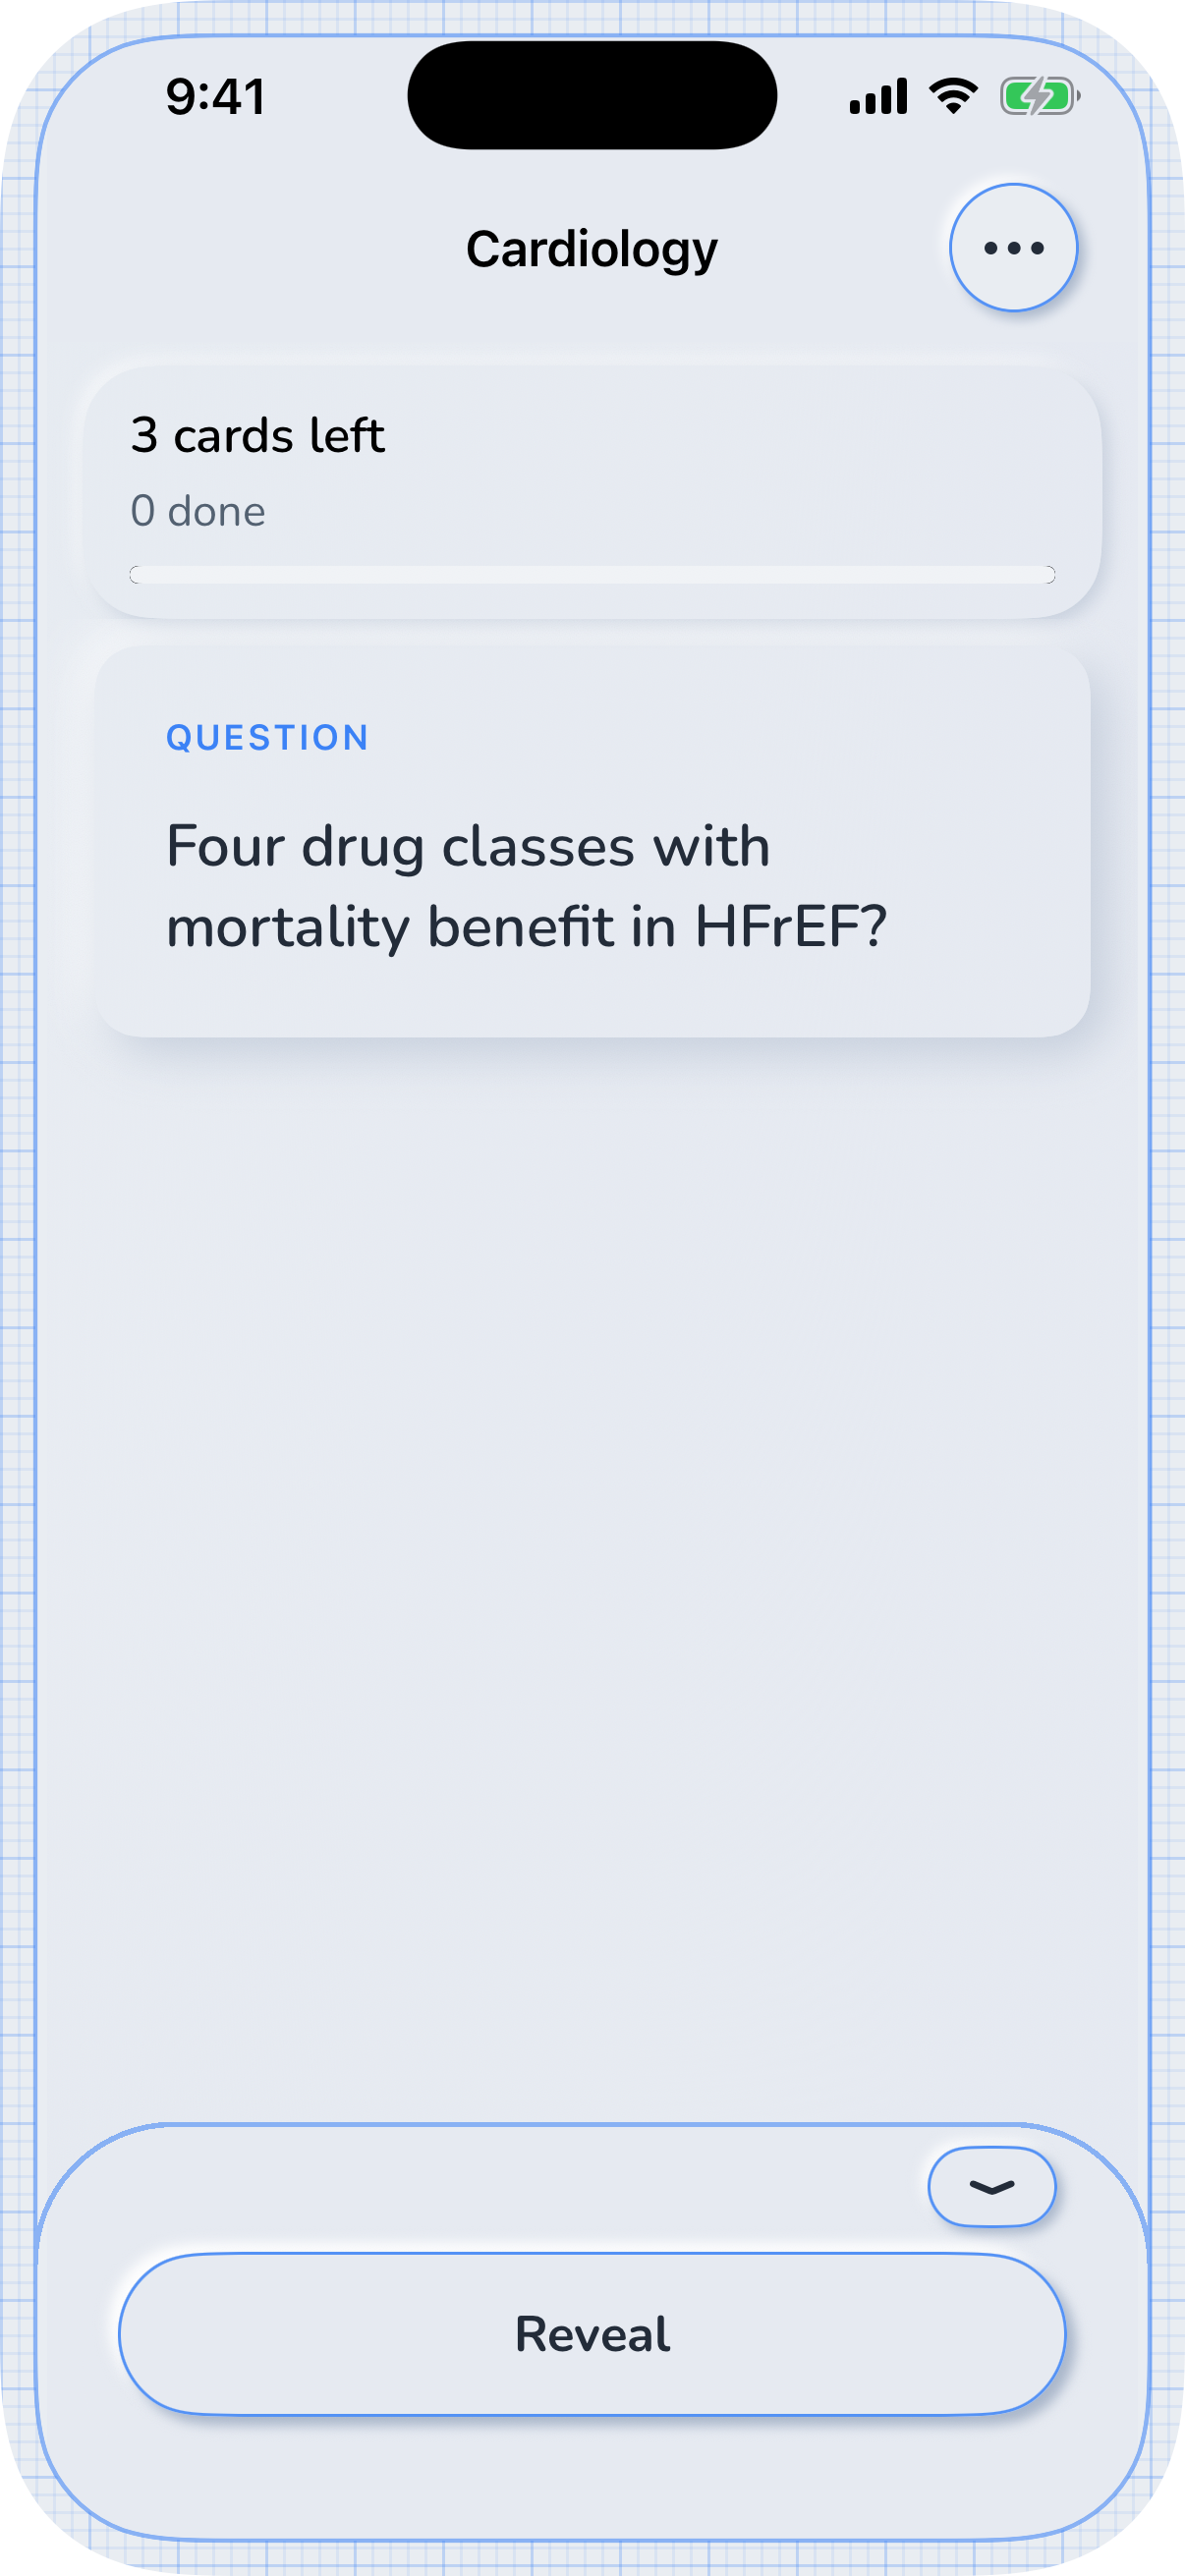 9:41
Cardiology
3 cards left
0 done
QUESTION
Four drug classes with
mortality benefit in HFrEF?
Reveal